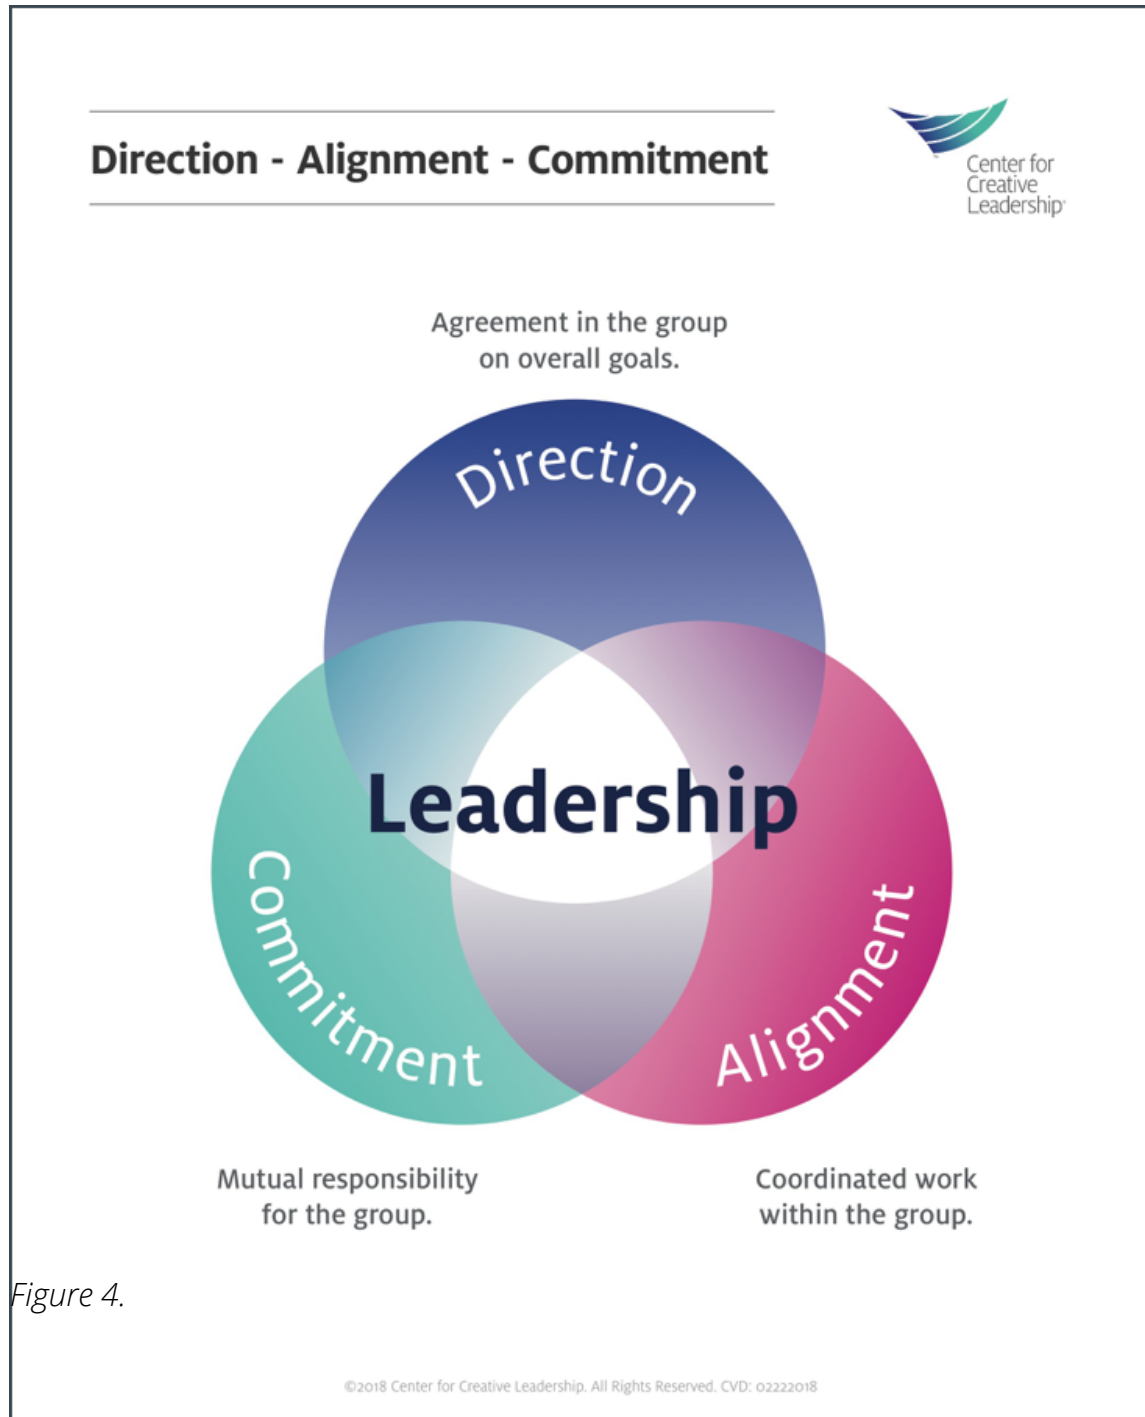 Direction - Alignment - Commitment
Center for
Creative
Leadership
Agreement in the group
on overall goals.
Direction
Leadership
Commitment
Alignment
Mutual responsibility
for the group.
Coordinated work
within the group.
Figure 4.
©2018 Center for Creative Leadership. All Rights Reserved. CVD: 02222018